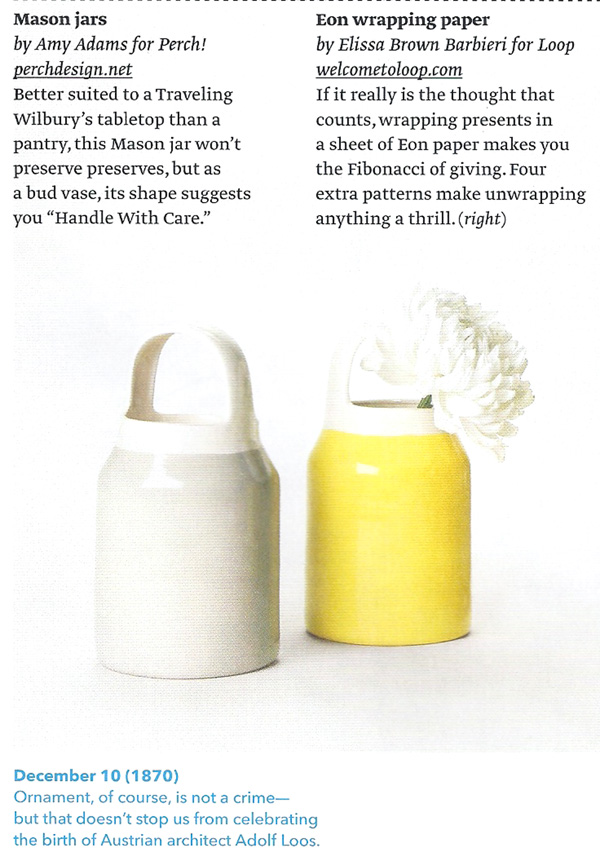 Mason jars
by Amy Adams for Perch!
perchdesign.net
Better suited to a Traveling
Wilbury’s tabletop than a
pantry, this Mason jar won’t
preserve preserves, but as
a bud vase, its shape suggests
you “Handle With Care.”
Eon wrapping paper
by Elissa Brown Barbieri for Loop
welcometoloop.com
If it really is the thought that
counts, wrapping presents in
a sheet of Eon paper makes you
the Fibonacci of giving. Four
extra patterns make unwrapping
anything a thrill. (right)
December 10 (1870)
Ornament, of course, is not a crime—
but that doesn’t stop us from celebrating
the birth of Austrian architect Adolf Loos.